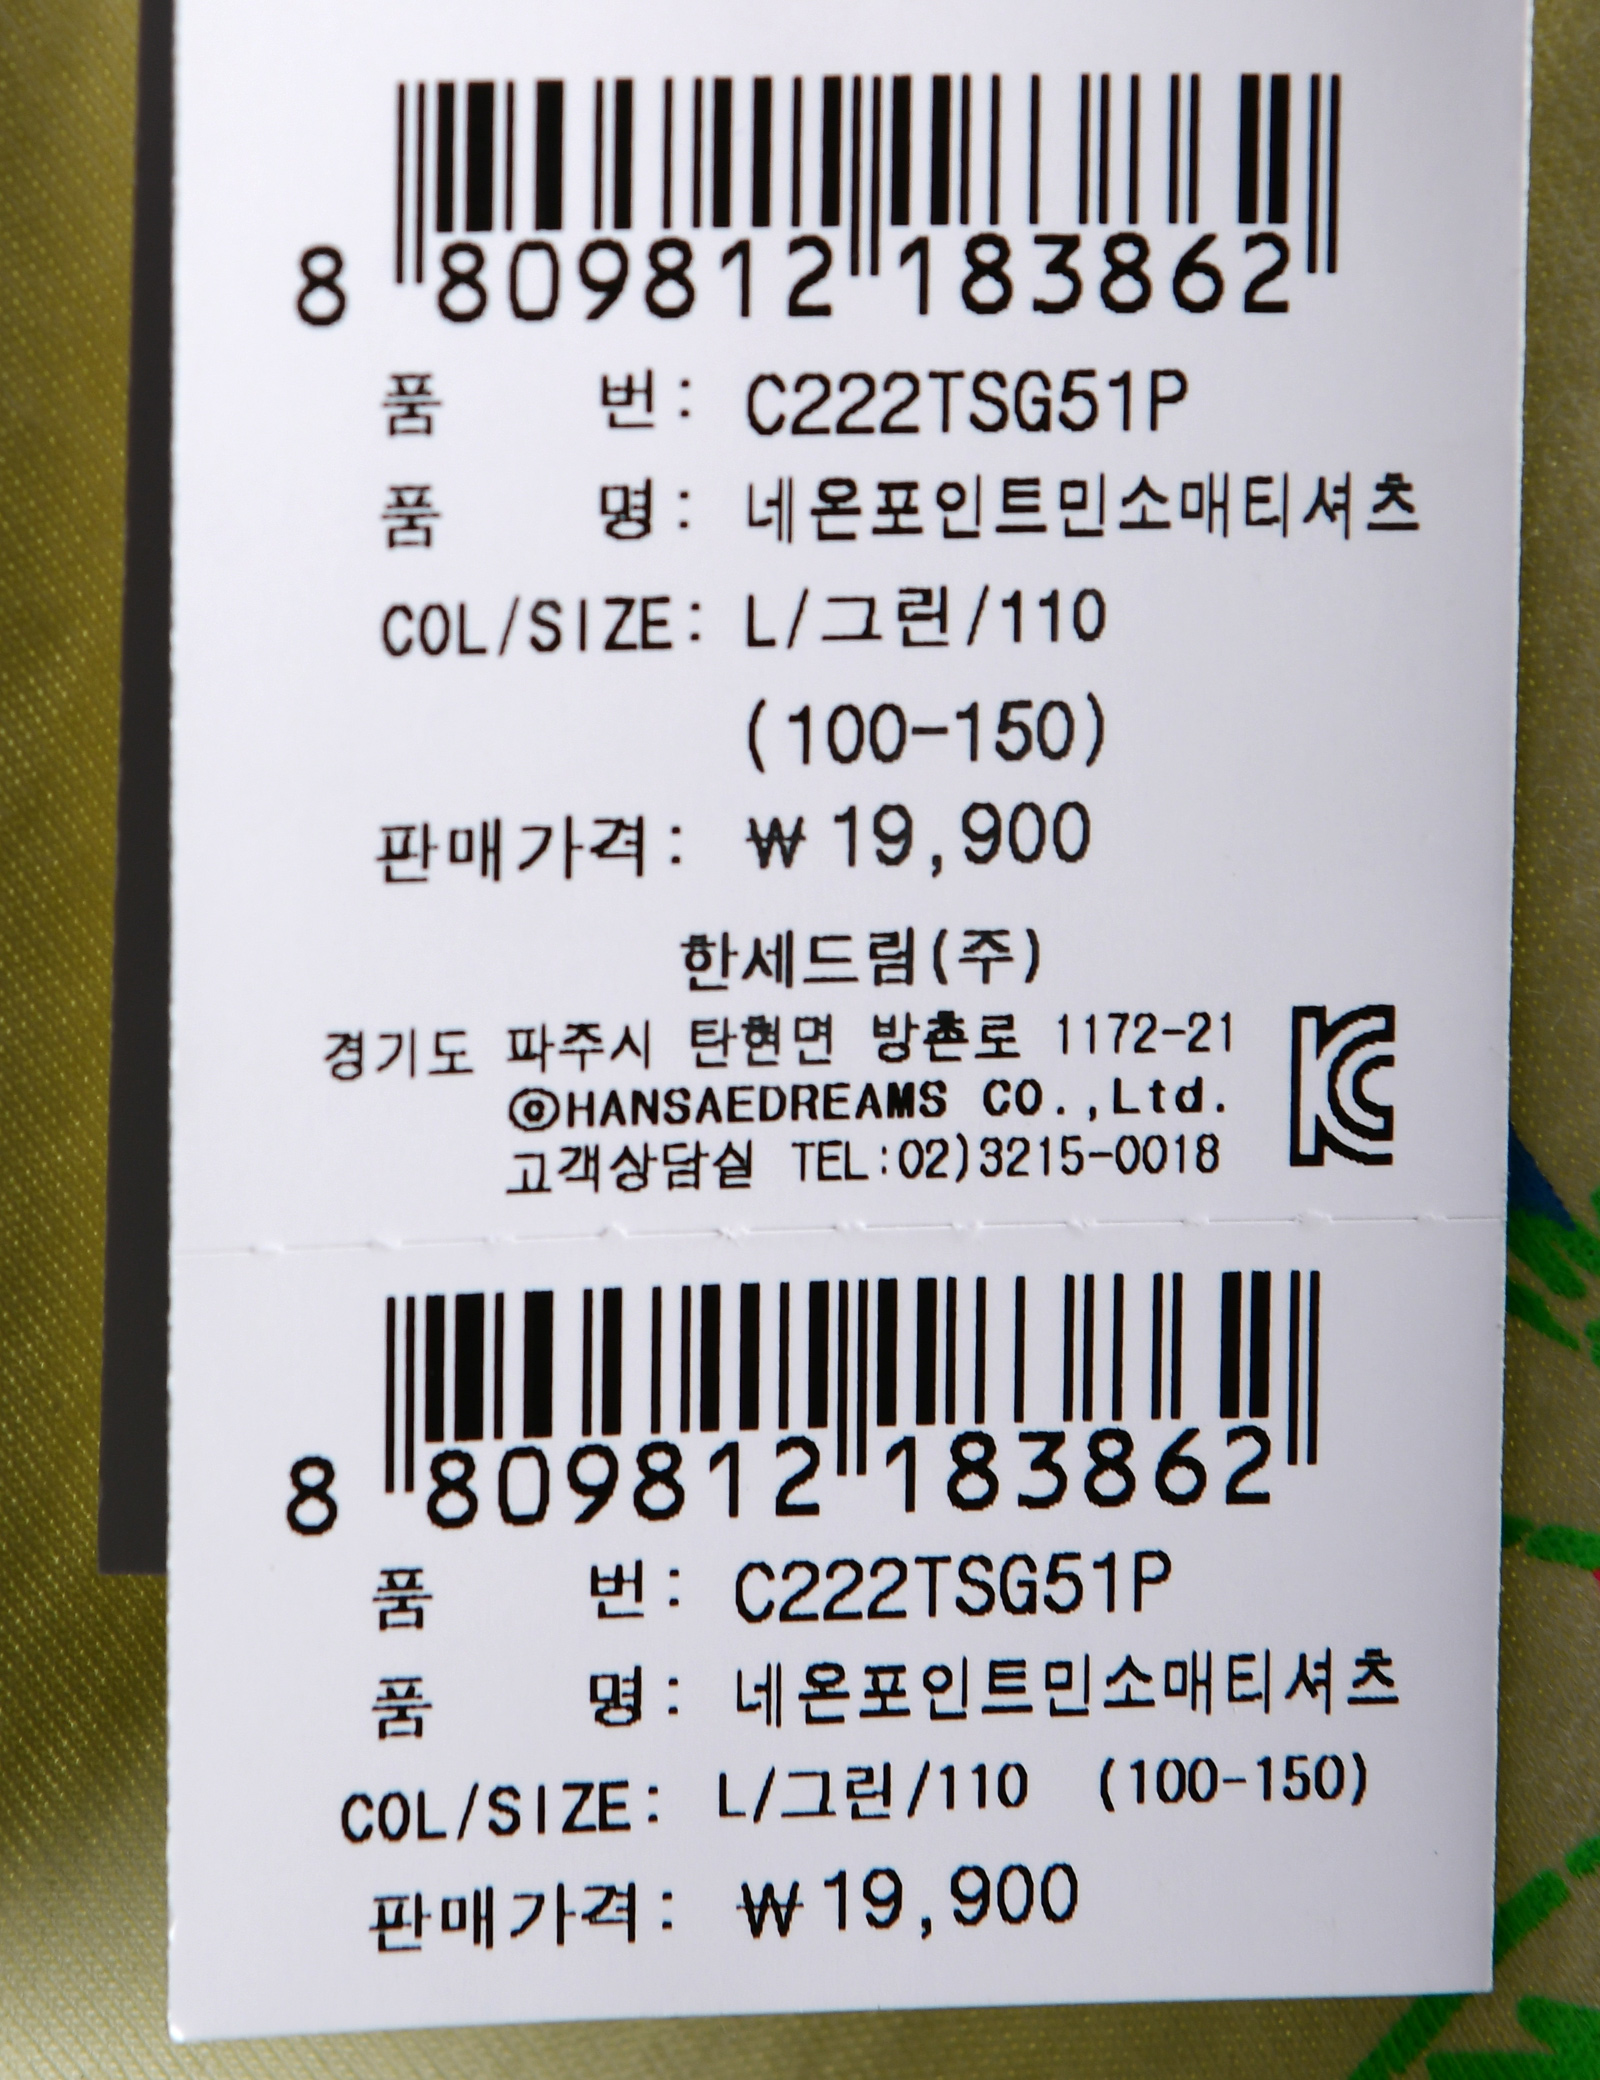 8 809812 183862
품 번: C222TSG51P
품 명: 네온포인트민소매티셔츠
COL/SIZE: L/그린/110
(100-150)
판매가격: ₩19,900
한세드림(주)
경기도 파주시 탄현면 방촌로 1172-21
©HANSAEDREAMS CO.,Ltd.
고객상담실 TEL:02)3215-0018
KC
8 809812 183862
품 번: C222TSG51P
품 명: 네온포인트민소매티셔츠
COL/SIZE: L/그린/110 (100-150)
판매가격: ₩19,900